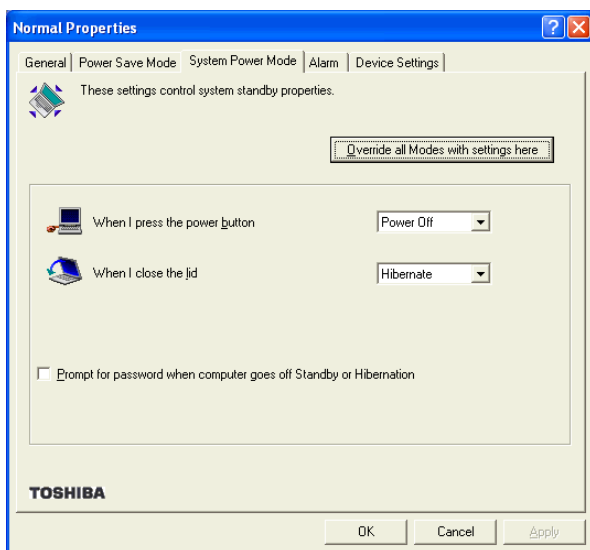 Normal Properties
General Power Save Mode System Power Mode Alarm Device Settings
These settings control system standby properties.
Override all Modes with settings here
When I press the power button Power Off
When I close the lid Hibernate
Prompt for password when computer goes off Standby or Hibernation
TOSHIBA
OK Cancel Apply